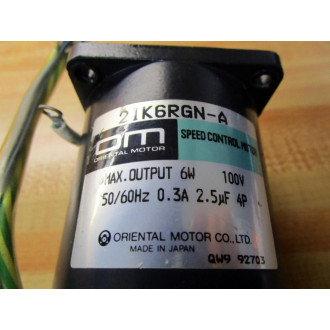 21K6RGN-A
om SPEED CONTROL MOTOR
ORIENTAL MOTOR
MAX. OUTPUT 6W 100V
50/60Hz 0.3A 2.5μF 4P
ORIENTAL MOTOR CO., LTD.
MADE IN JAPAN
QW9 92703